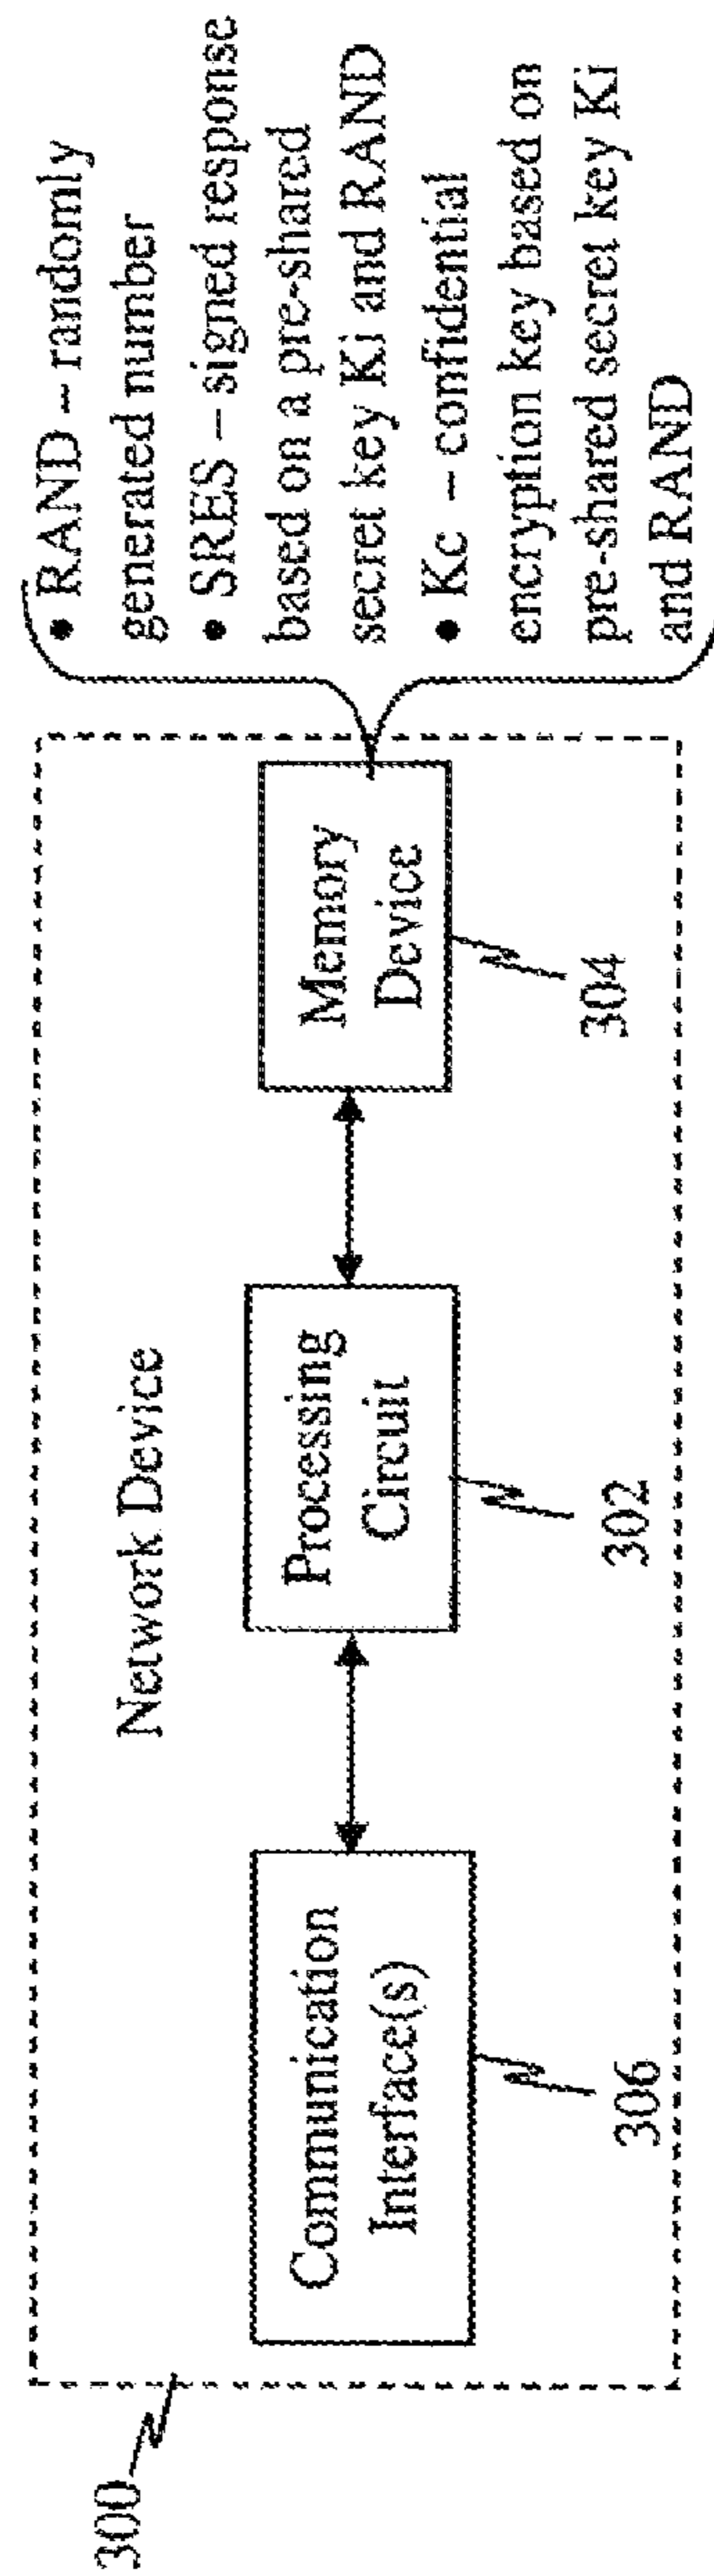 300
Network Device
Communication
Interface(s)
306
Processing
Circuit
302
Memory
Device
304
• RAND – randomly
generated number
• SRES – signed response
based on a pre-shared
secret key Ki and RAND
• Kc – confidential
encryption key based on
pre-shared secret key Ki
and RAND